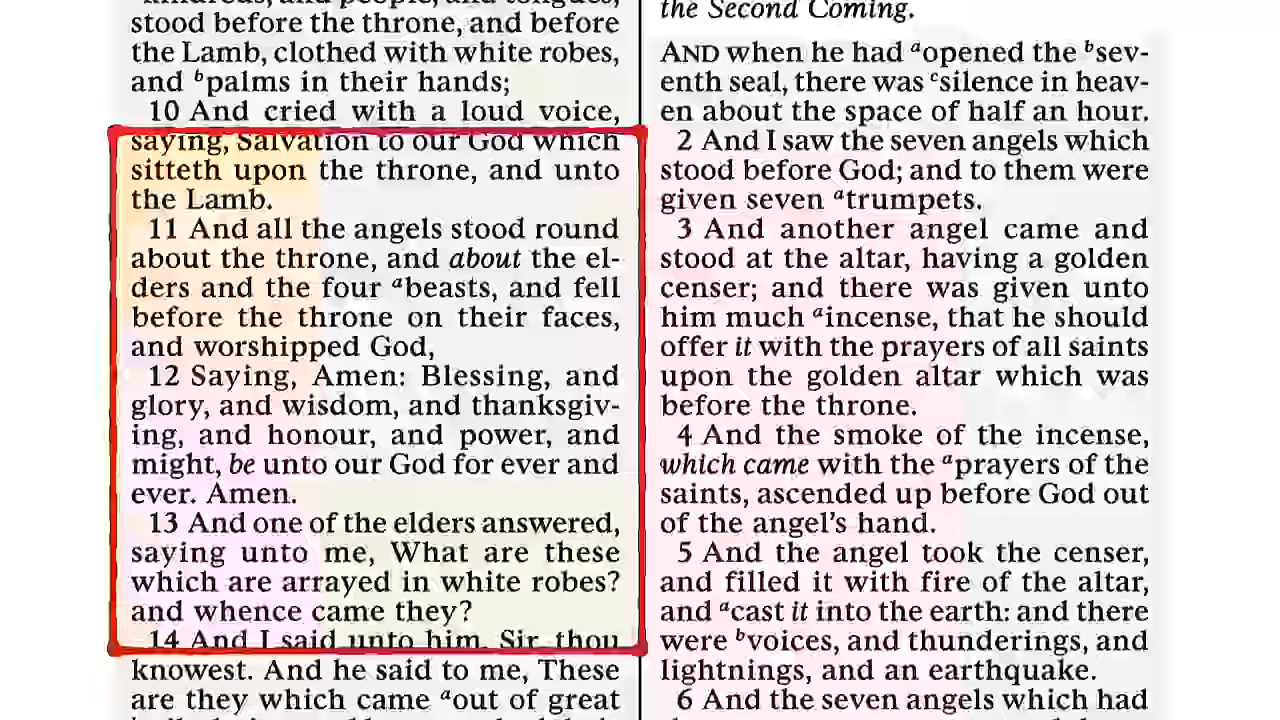 stood before the throne, and before
the Lamb, clothed with white robes,
and ᵇpalms in their hands;
10 And cried with a loud voice,
saying, Salvation to our God which
sitteth upon the throne, and unto
the Lamb.
11 And all the angels stood round
about the throne, and about the el-
ders and the four ᵃbeasts, and fell
before the throne on their faces,
and worshipped God,
12 Saying, Amen: Blessing, and
glory, and wisdom, and thanksgiv-
ing, and honour, and power, and
might, be unto our God for ever and
ever. Amen.
13 And one of the elders answered,
saying unto me, What are these
which are arrayed in white robes?
and whence came they?
14 And I said unto him, Sir, thou
knowest. And he said to me, These
are they which came ᵃout of great
the Second Coming.
AND when he had ᵃopened the ᵇsev-
enth seal, there was ᶜsilence in heav-
en about the space of half an hour.
2 And I saw the seven angels which
stood before God; and to them were
given seven ᵃtrumpets.
3 And another angel came and
stood at the altar, having a golden
censer; and there was given unto
him much ᵃincense, that he should
offer it with the prayers of all saints
upon the golden altar which was
before the throne.
4 And the smoke of the incense,
which came with the ᵃprayers of the
saints, ascended up before God out
of the angel's hand.
5 And the angel took the censer,
and filled it with fire of the altar,
and ᵃcast it into the earth: and there
were ᵇvoices, and thunderings, and
lightnings, and an earthquake.
6 And the seven angels which had